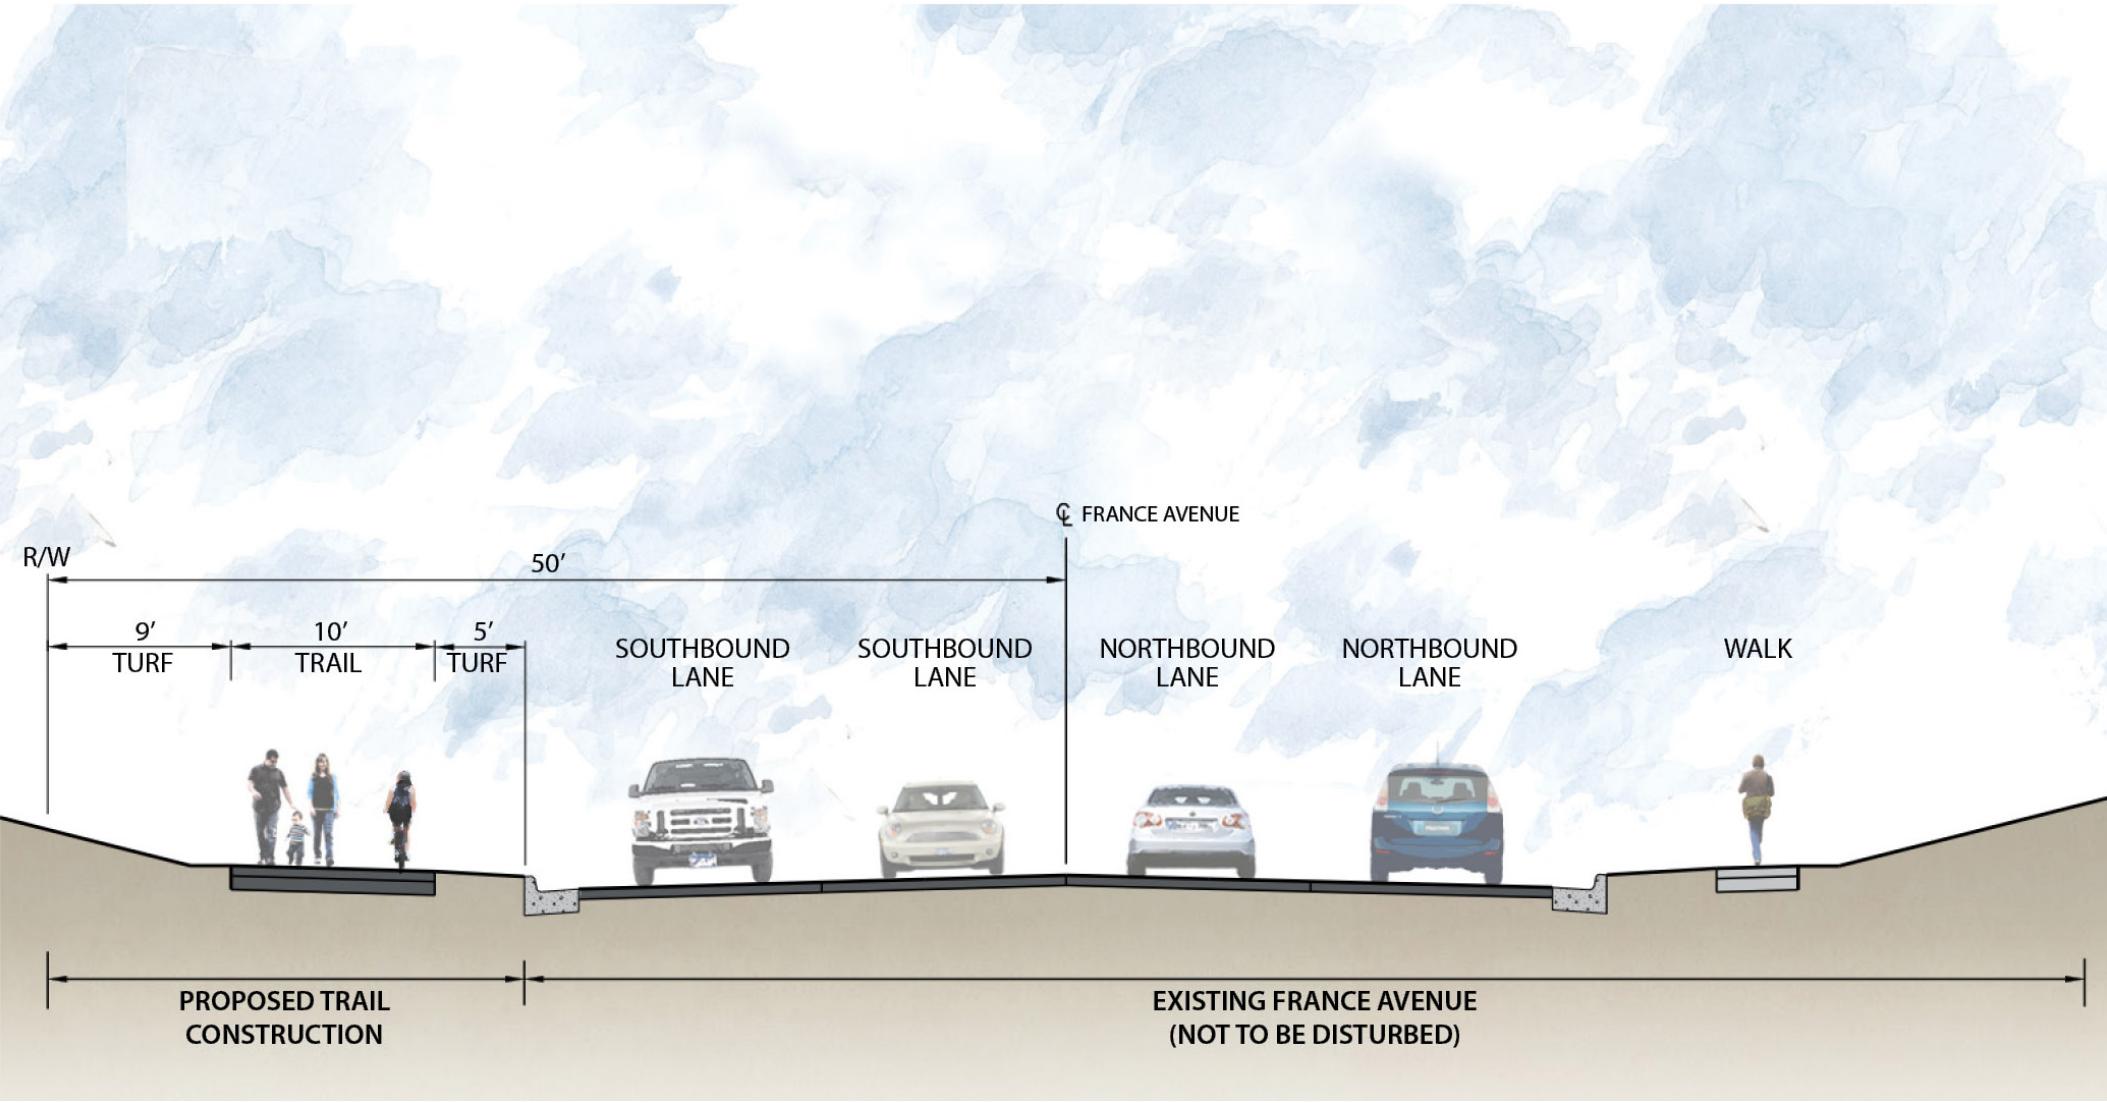 ℄ FRANCE AVENUE
R/W
50’
9’
TURF
10’
TRAIL
5’
TURF
SOUTHBOUND
LANE
SOUTHBOUND
LANE
NORTHBOUND
LANE
NORTHBOUND
LANE
WALK
PROPOSED TRAIL
CONSTRUCTION
EXISTING FRANCE AVENUE
(NOT TO BE DISTURBED)